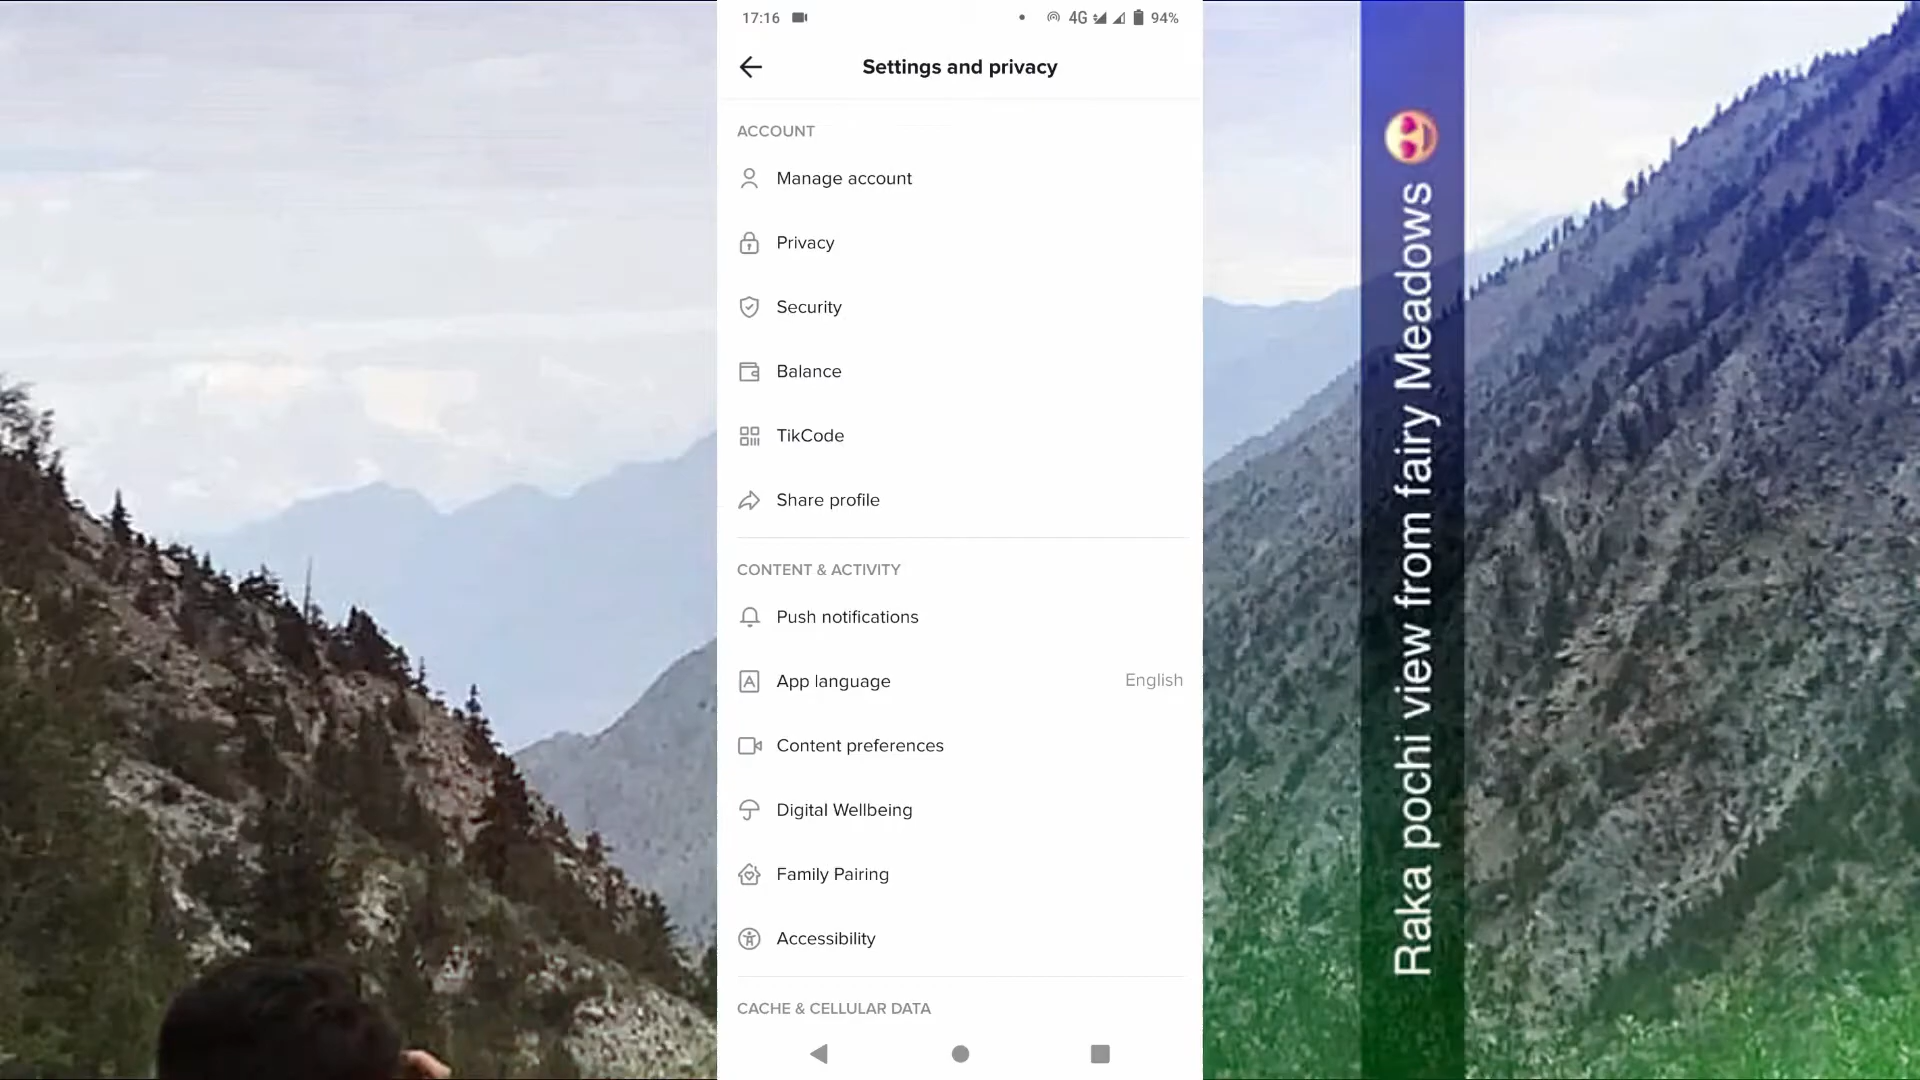 17:16
4G
94%
Settings and privacy
ACCOUNT
Manage account
Privacy
Security
Balance
TikCode
Share profile
CONTENT & ACTIVITY
Push notifications
App language
English
Content preferences
Digital Wellbeing
Family Pairing
Accessibility
CACHE & CELLULAR DATA
Raka pochi view from fairy Meadows 😍